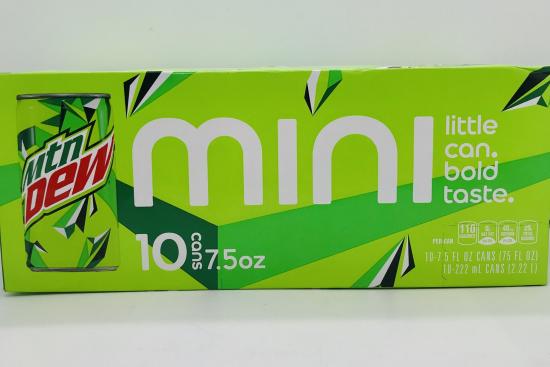 Mtn
Dew
mini
little
can.
bold
taste.
10 cans 7.5oz
PER CAN
110
CALORIES
10-7.5 FL OZ CANS (75 FL OZ)
10-222 mL CANS (2.22 L)